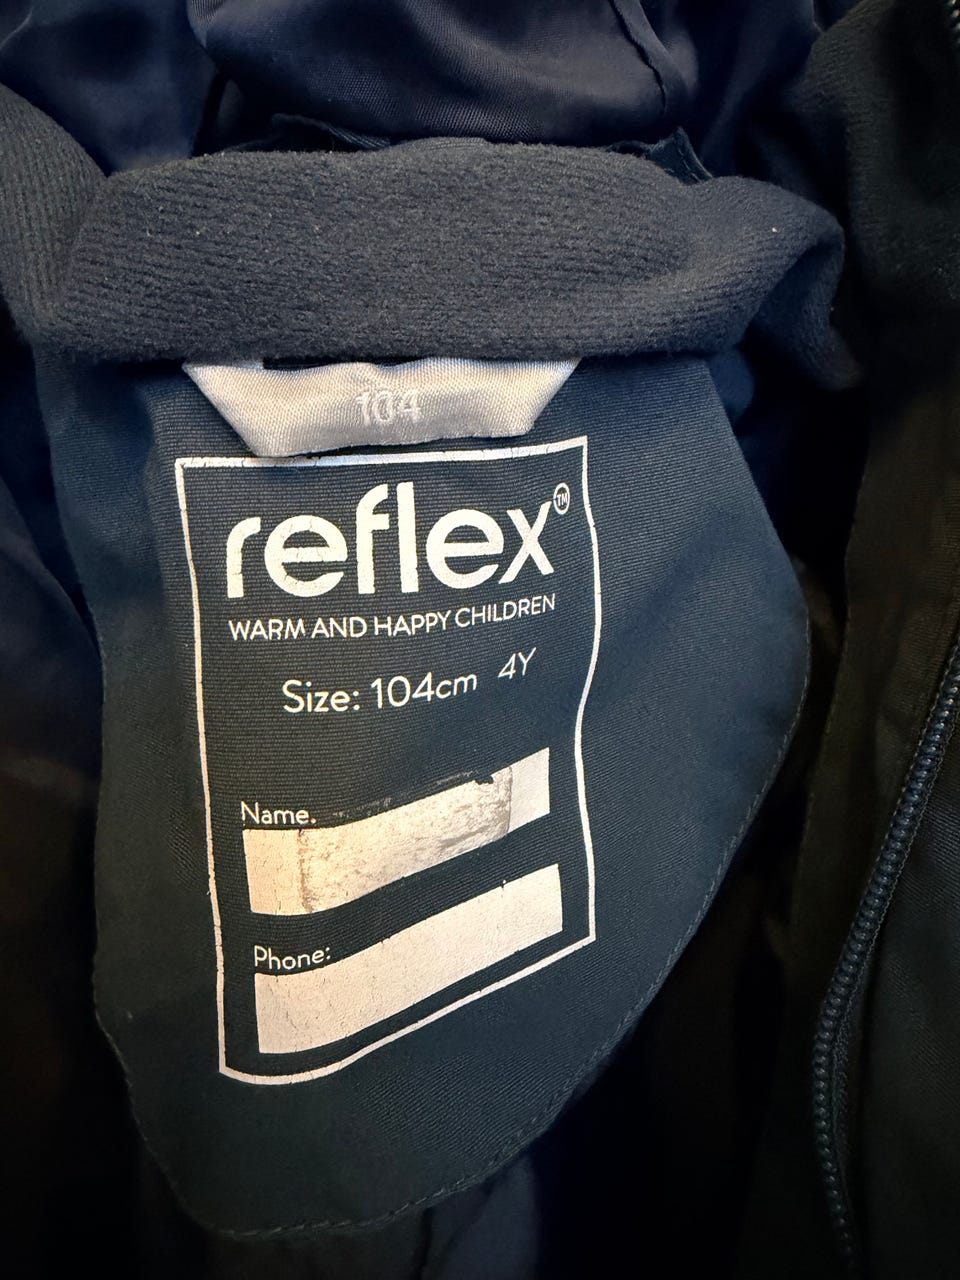 104
reflex™
WARM AND HAPPY CHILDREN
Size: 104cm 4Y
Name.
Phone: